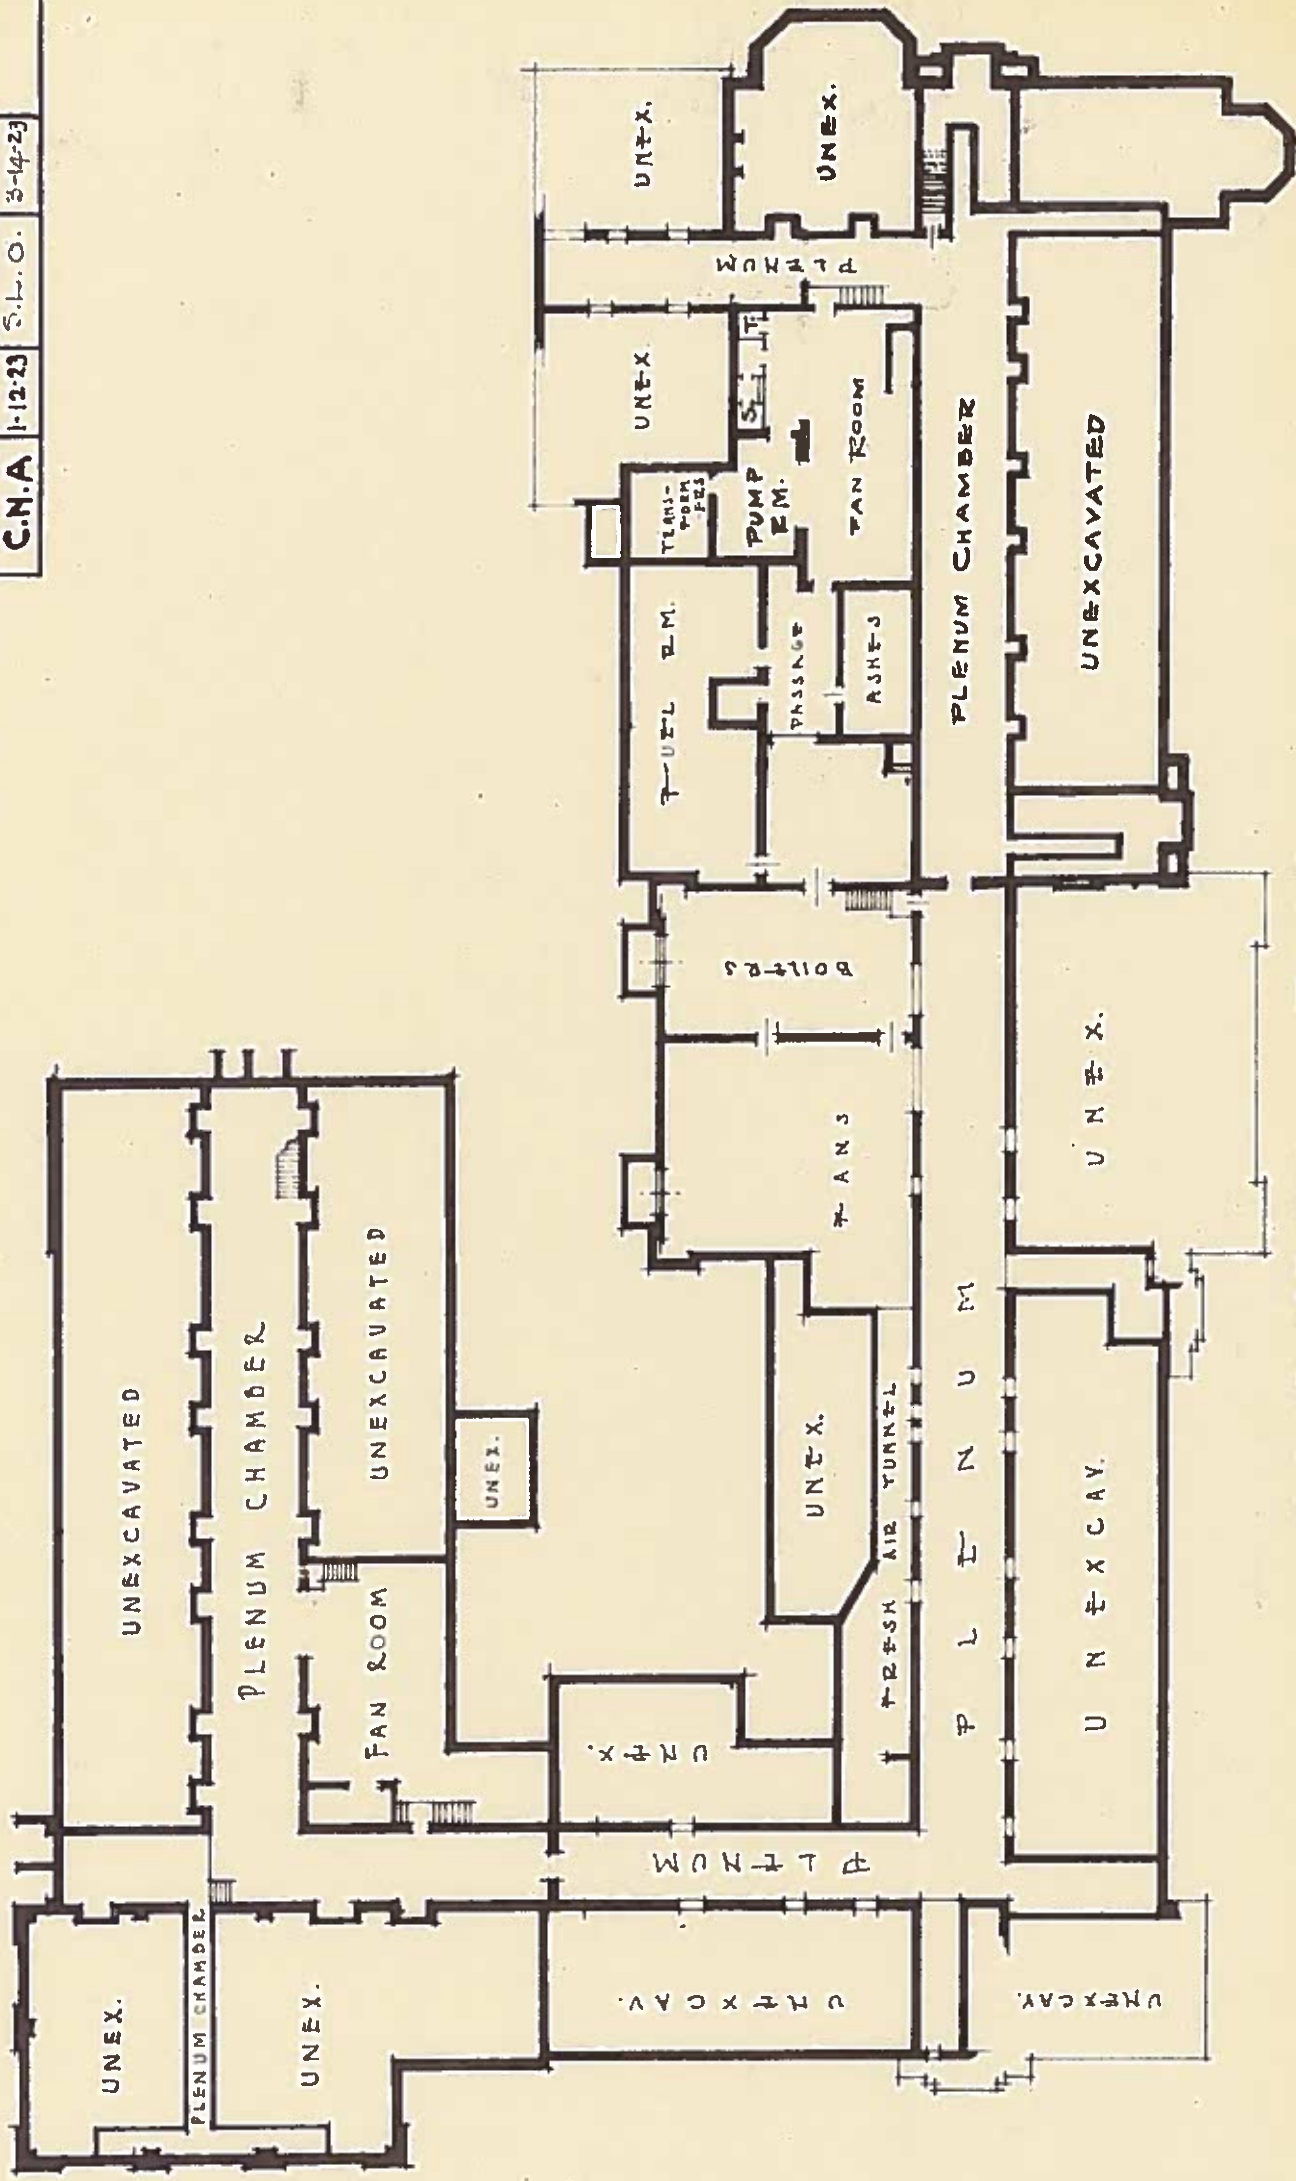 C.N.A 1-12-23 S.L.O. 3-14-23
UNEX.
UNEX.
PLENUM
UNEX.
S. T.
TRANS-
FORM
-ERS
PUMP
RM.
FAN ROOM
FUEL RM.
PASSAGE
ASHES
PLENUM CHAMBER
UNEXCAVATED
BOILERS
FANS
UNEX.
UNEX.
FRESH AIR TUNNEL
PLENUM
UNEXCAV.
UNEXCAVATED
PLENUM CHAMBER
UNEXCAVATED
UNEX.
FAN ROOM
UNEX.
PLENUM
UNEX.
PLENUM CHAMBER
UNEX.
UNEXCAV.
UNEXCAV.